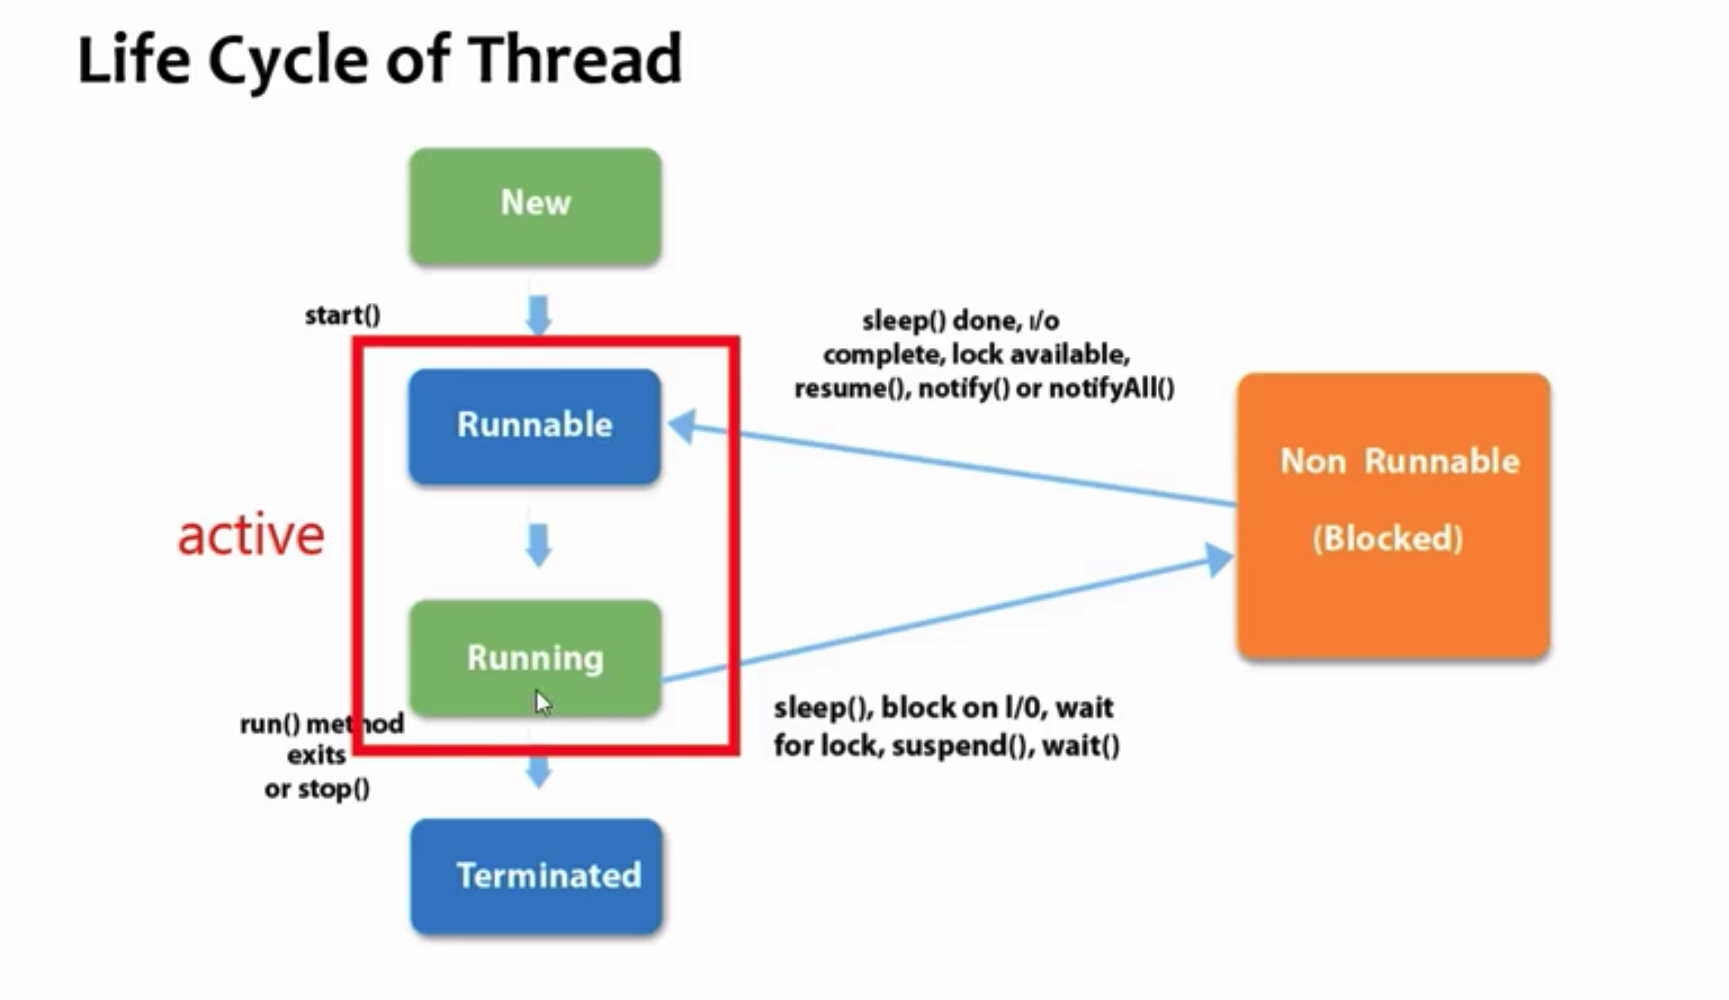 Life Cycle of Thread
New
start()
sleep() done, i/o
complete, lock available,
resume(), notify() or notifyAll()
Runnable
Non Runnable
(Blocked)
active
Running
sleep(), block on I/0, wait
for lock, suspend(), wait()
run() method
exits
or stop()
Terminated